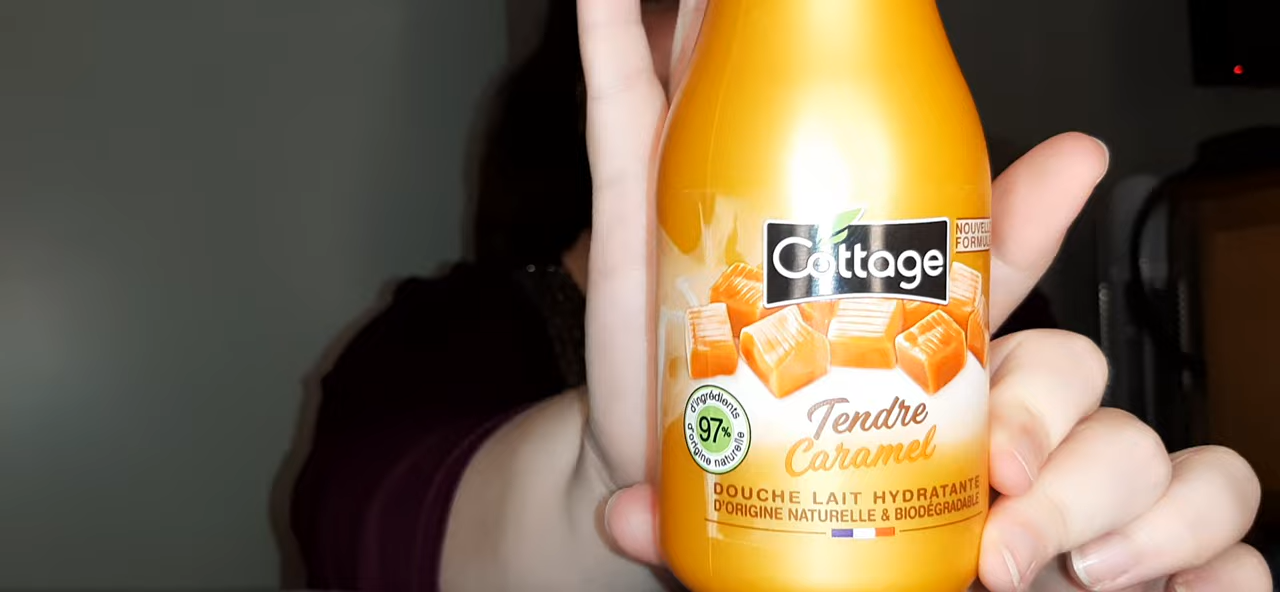 Cottage
NOUVELLE
FORMULE
d'ingrédients
97%
d'origine naturelle
Tendre
Caramel
DOUCHE LAIT HYDRATANTE
D'ORIGINE NATURELLE & BIODÉGRADABLE